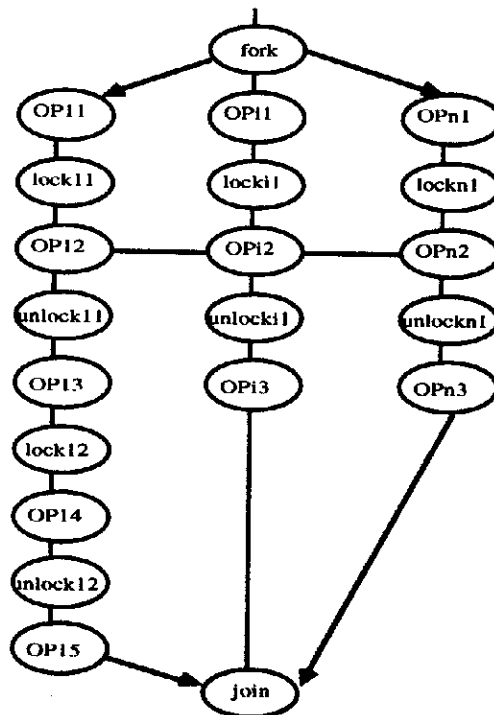 fork
OP11
OPi1
OPn1
lock11
locki1
lockn1
OP12
OPi2
OPn2
unlock11
unlocki1
unlockn1
OP13
OPi3
OPn3
lock12
OP14
unlock12
OP15
join